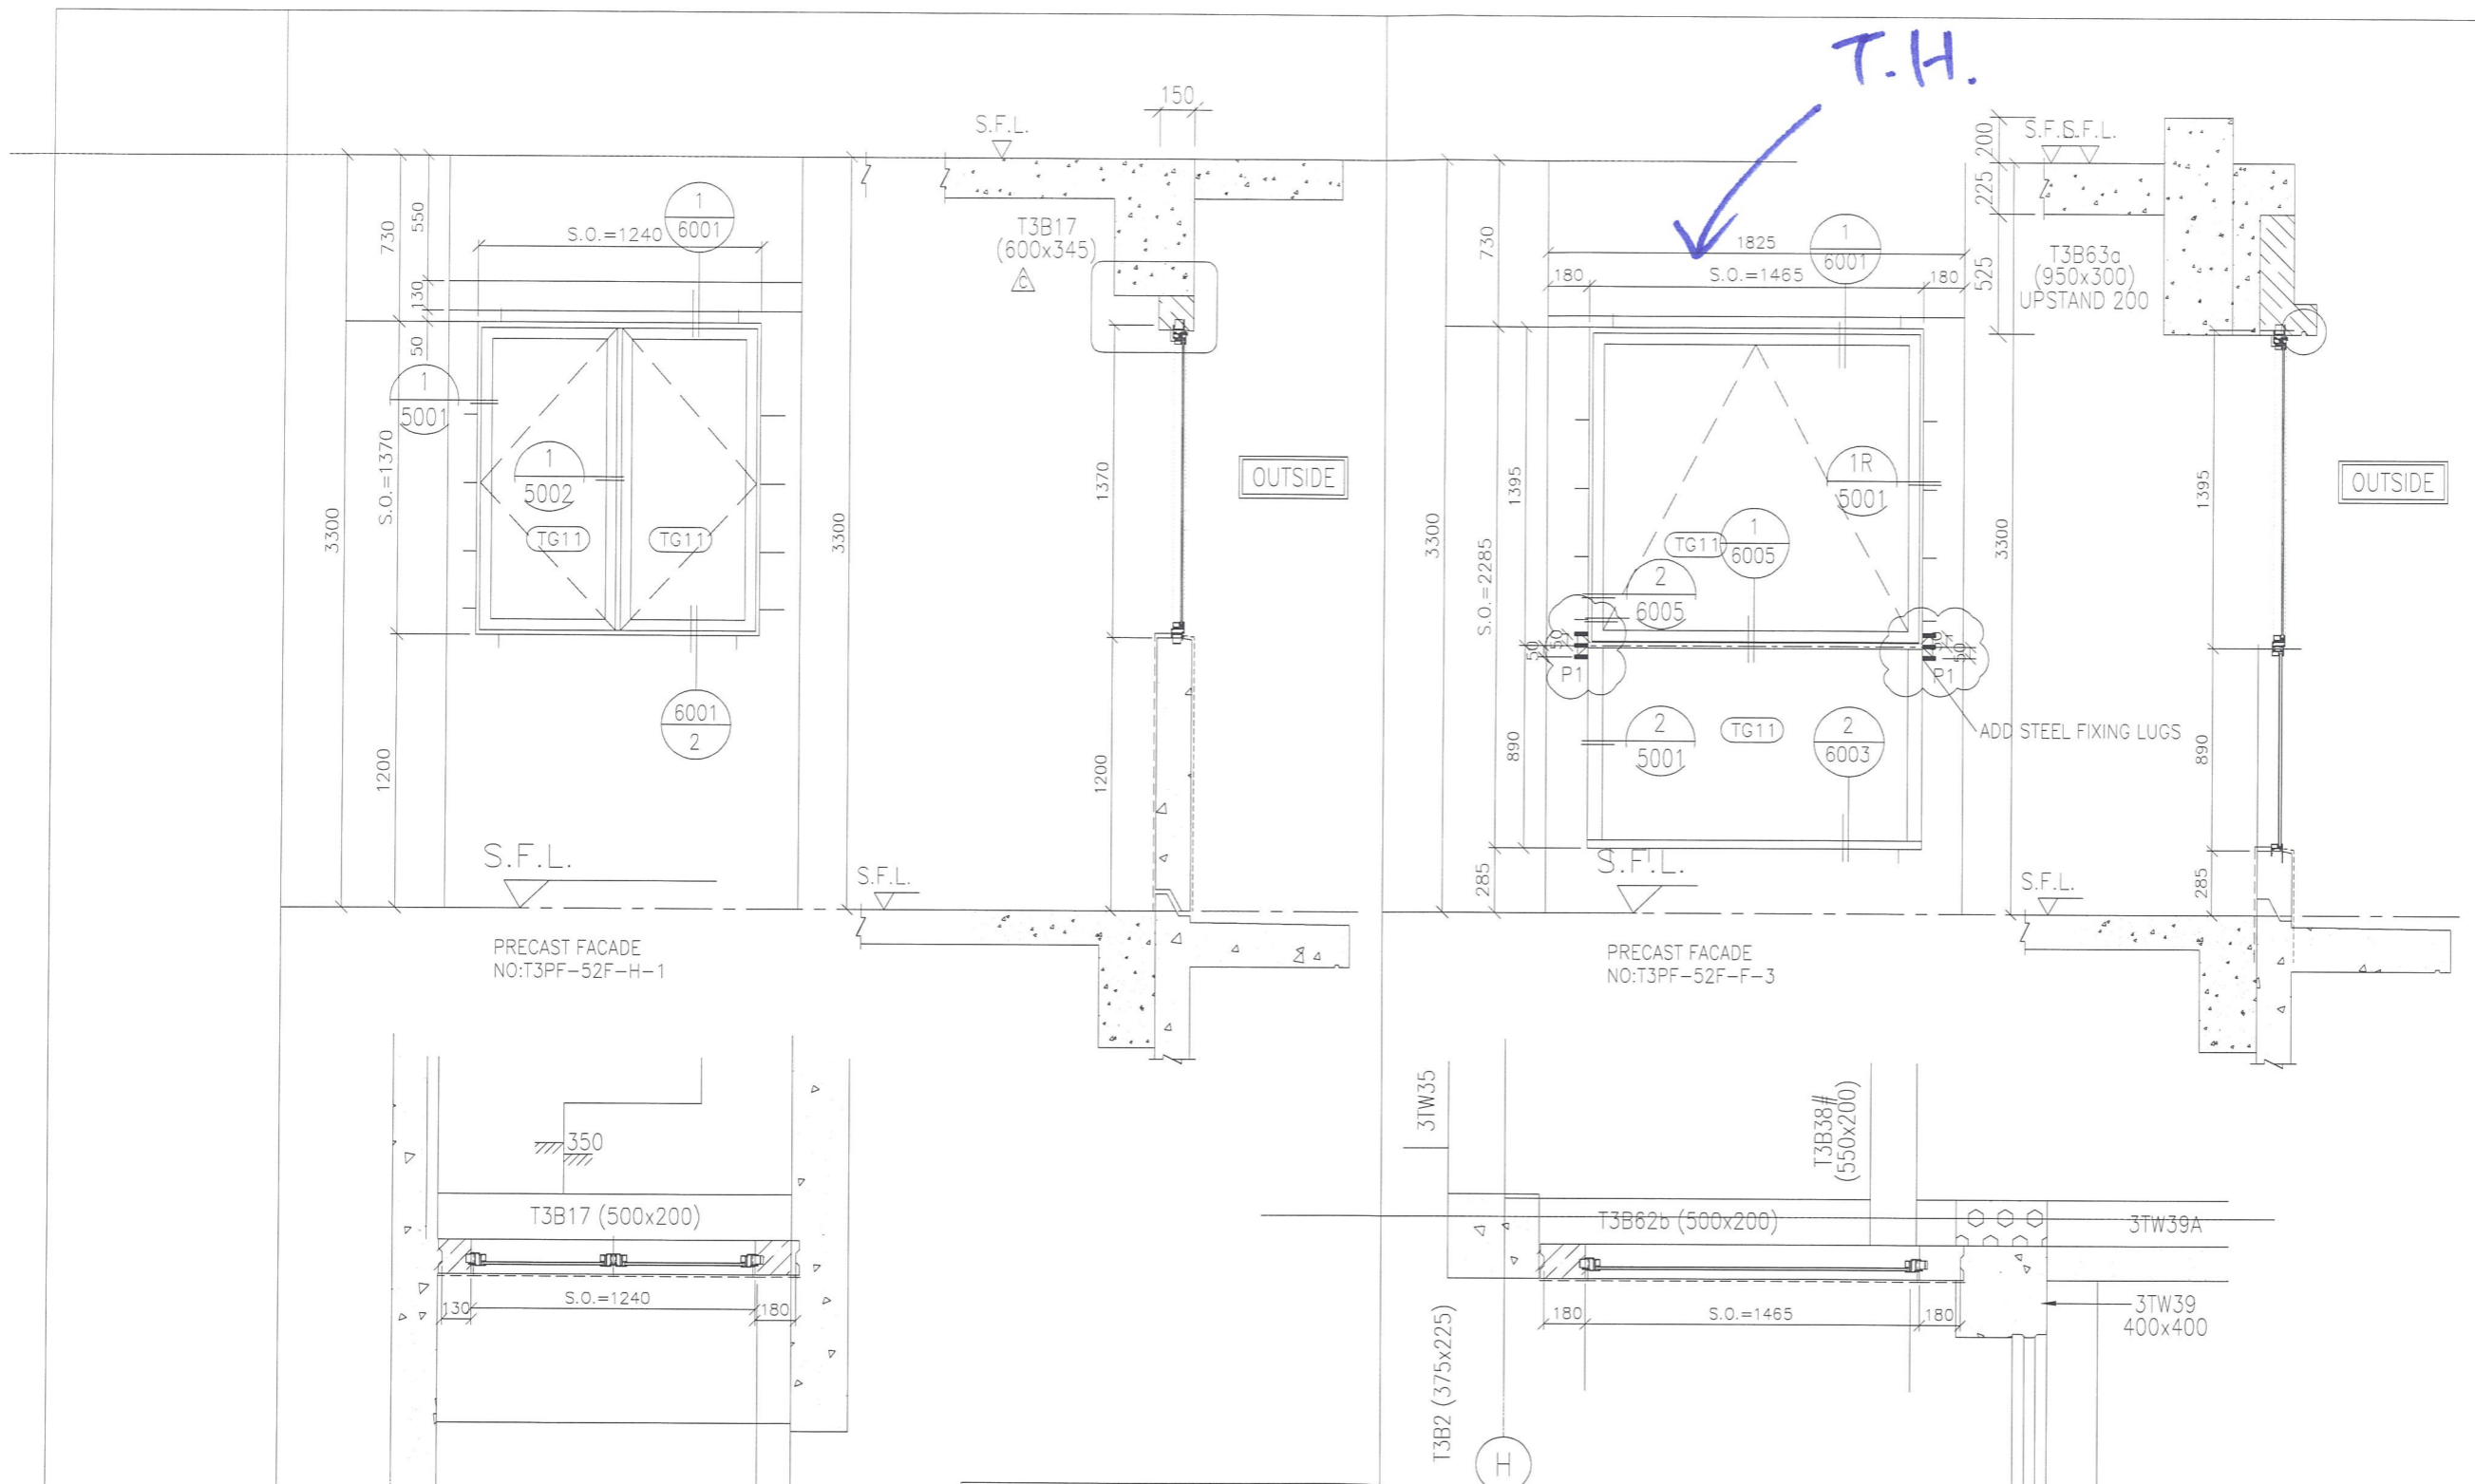 T.H.
150
S.F.L.
S.F.S.F.L.
200
225
525
730
550
130
50
S.O.=1240
1
6001
T3B17
(600x345)
C
730
1825
180
S.O.=1465
180
1
6001
T3B63a
(950x300)
UPSTAND 200
3300
S.O.=1370
1
5001
1
5002
TG11
TG11
3300
1370
OUTSIDE
3300
S.O.=2285
1395
1R
5001
TG11
1
6005
2
6005
3300
1395
OUTSIDE
50
50
P1
50
50
P1
ADD STEEL FIXING LUGS
1200
6001
2
1200
890
2
5001
TG11
2
6003
890
285
285
S.F.L.
S.F.L.
S.F.L.
S.F.L.
PRECAST FACADE
NO:T3PF-52F-H-1
PRECAST FACADE
NO:T3PF-52F-F-3
350
T3B17 (500x200)
130
S.O.=1240
180
3TW35
T3B38#
(550x200)
T3B62b (500x200)
3TW39A
180
S.O.=1465
180
3TW39
400x400
T3B2 (375x225)
H